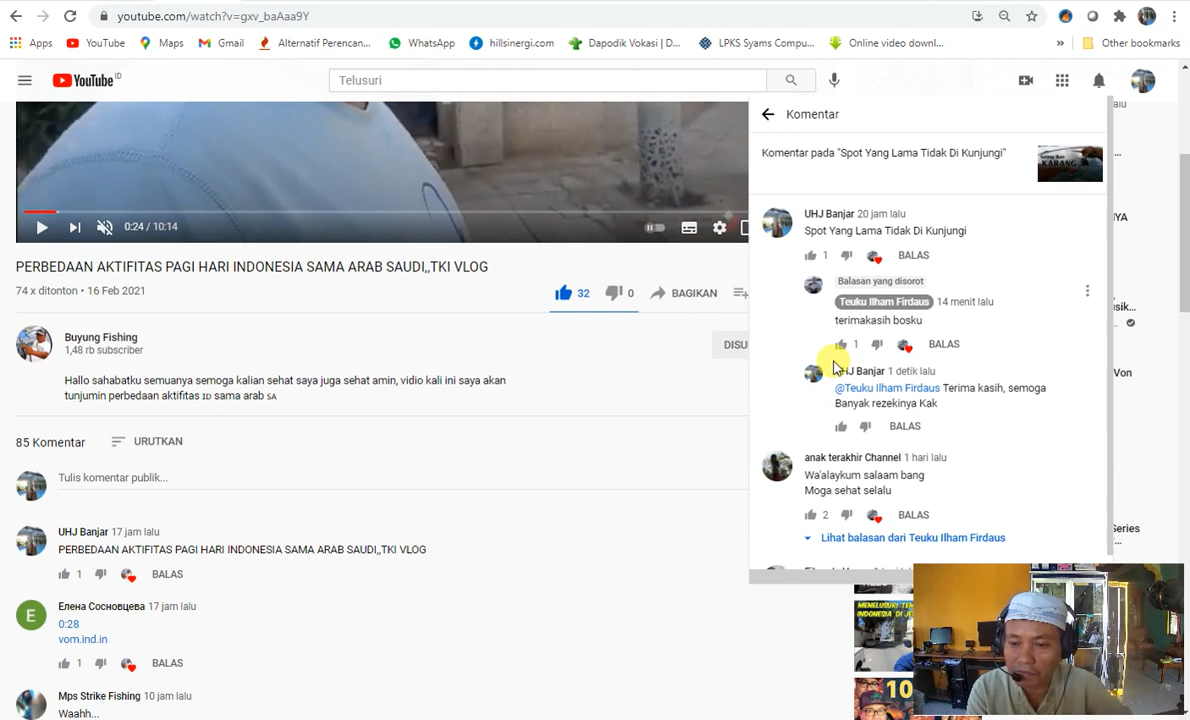 youtube.com/watch?v=gxv_baAaa9Y
Apps
YouTube
Maps
Gmail
Alternatif Perencan...
WhatsApp
hillsinergi.com
Dapodik Vokasi | D...
LPKS Syams Compu...
Online video downl...
»
Other bookmarks
YouTube ID
Telusuri
0:24 / 10:14
PERBEDAAN AKTIFITAS PAGI HARI INDONESIA SAMA ARAB SAUDI,,TKI VLOG
74 x ditonton • 16 Feb 2021
32
0
BAGIKAN
Buyung Fishing
1,48 rb subscriber
DISU
Hallo sahabatku semuanya semoga kalian sehat saya juga sehat amin, vidio kali ini saya akan
tunjumin perbedaan aktifitas ID sama arab SA
85 Komentar
URUTKAN
Tulis komentar publik...
UHJ Banjar 17 jam lalu
PERBEDAAN AKTIFITAS PAGI HARI INDONESIA SAMA ARAB SAUDI,,TKI VLOG
1
BALAS
E
Елена Сосновцева 17 jam lalu
0:28
vom.ind.in
1
BALAS
Mps Strike Fishing 10 jam lalu
Waahh...
Komentar
Komentar pada "Spot Yang Lama Tidak Di Kunjungi"
KARANG
UHJ Banjar 20 jam lalu
Spot Yang Lama Tidak Di Kunjungi
1
BALAS
Balasan yang disorot
Teuku Ilham Firdaus 14 menit lalu
terimakasih bosku
1
BALAS
UHJ Banjar 1 detik lalu
@Teuku Ilham Firdaus Terima kasih, semoga
Banyak rezekinya Kak
BALAS
anak terakhir Channel 1 hari lalu
Wa'alaykum salaam bang
Moga sehat selalu
2
BALAS
Lihat balasan dari Teuku Ilham Firdaus
alu
...
YA
sik...
Von
Series
...
MENELUSURI TEM
INDONESIA DI JE
10